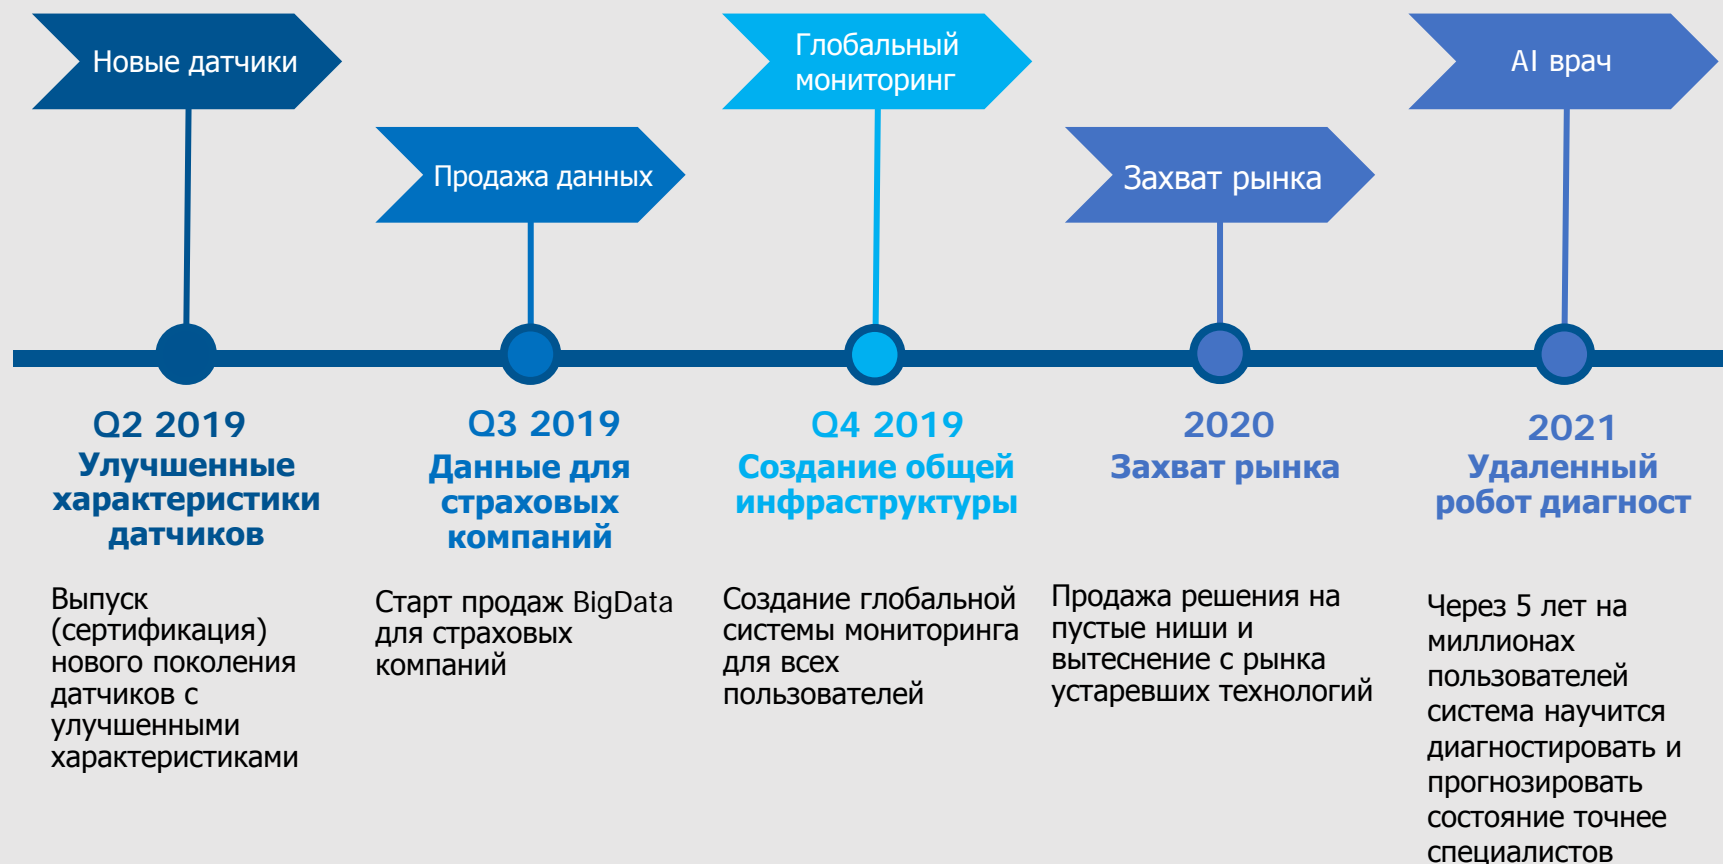 Новые датчики
Продажа данных
Глобальный
мониторинг
Захват рынка
AI врач
Q2 2019
Улучшенные
характеристики
датчиков
Выпуск
(сертификация)
нового поколения
датчиков с
улучшенными
характеристиками
Q3 2019
Данные для
страховых
компаний
Старт продаж BigData
для страховых
компаний
Q4 2019
Создание общей
инфраструктуры
Создание глобальной
системы мониторинга
для всех
пользователей
2020
Захват рынка
Продажа решения на
пустые ниши и
вытеснение с рынка
устаревших технологий
2021
Удаленный
робот диагност
Через 5 лет на
миллионах
пользователей
система научится
диагностировать и
прогнозировать
состояние точнее
специалистов